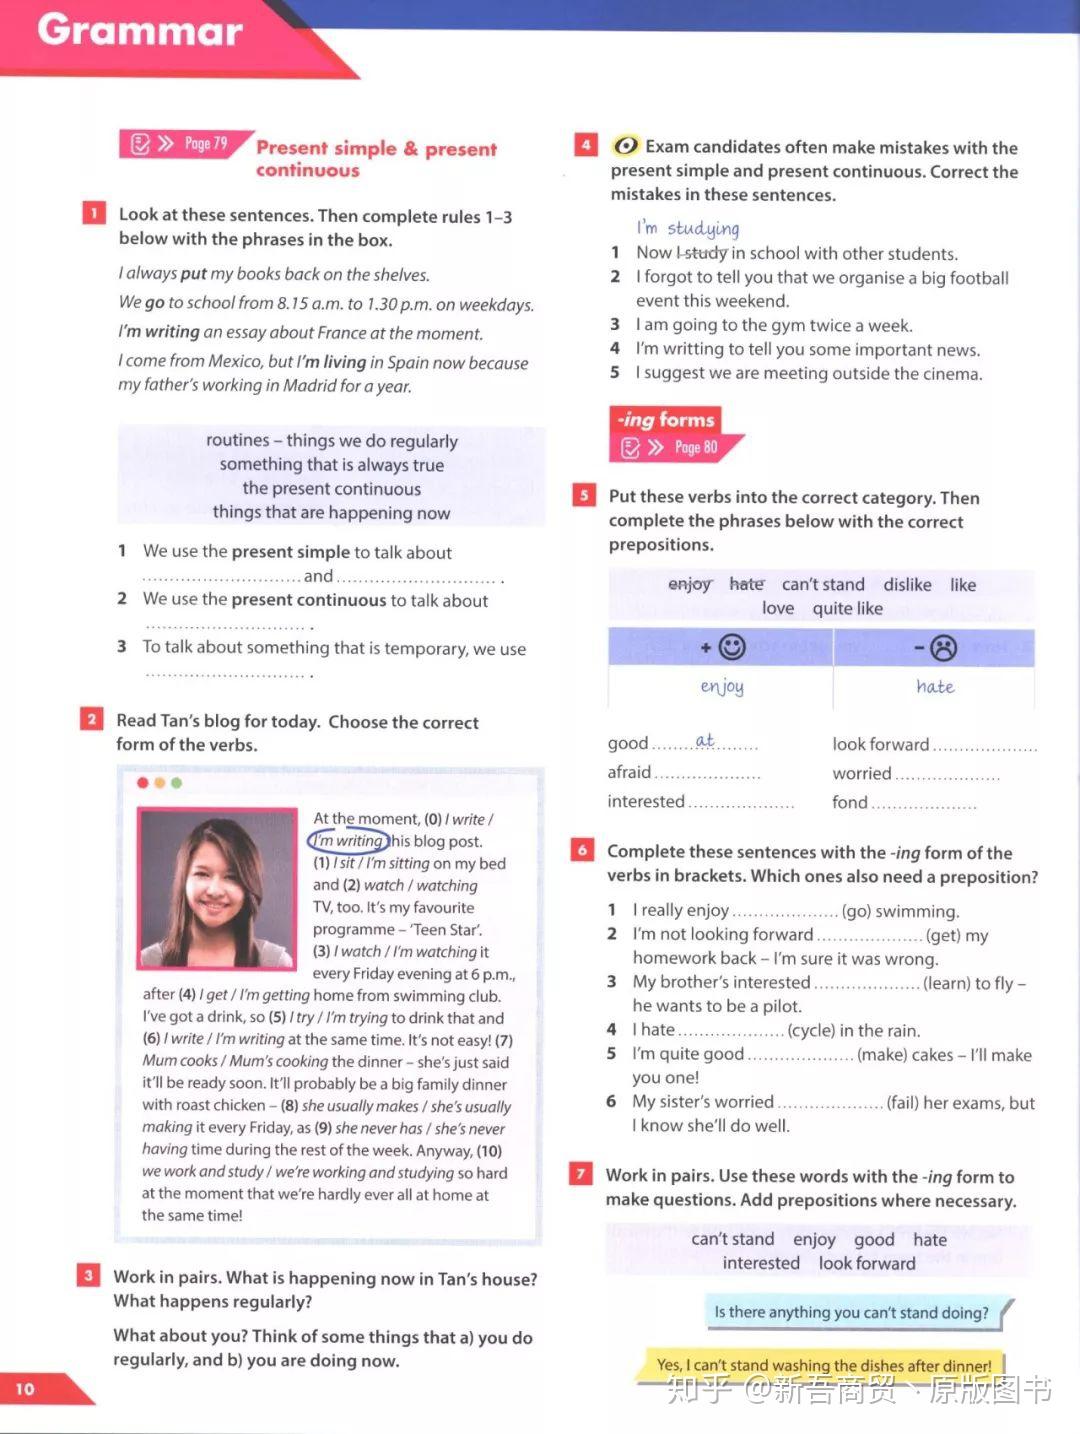 Grammar
Page 79
Present simple & present
continuous
1 Look at these sentences. Then complete rules 1–3
below with the phrases in the box.
I always put my books back on the shelves.
We go to school from 8.15 a.m. to 1.30 p.m. on weekdays.
I'm writing an essay about France at the moment.
I come from Mexico, but I'm living in Spain now because
my father's working in Madrid for a year.
routines – things we do regularly
something that is always true
the present continuous
things that are happening now
1 We use the present simple to talk about
............................ and ............................ .
2 We use the present continuous to talk about
............................ .
3 To talk about something that is temporary, we use
............................ .
2 Read Tan's blog for today. Choose the correct
form of the verbs.
At the moment, (0) I write /
I'm writing this blog post.
(1) I sit / I'm sitting on my bed
and (2) watch / watching
TV, too. It's my favourite
programme – 'Teen Star'.
(3) I watch / I'm watching it
every Friday evening at 6 p.m.,
after (4) I get / I'm getting home from swimming club.
I've got a drink, so (5) I try / I'm trying to drink that and
(6) I write / I'm writing at the same time. It's not easy! (7)
Mum cooks / Mum's cooking the dinner – she's just said
it'll be ready soon. It'll probably be a big family dinner
with roast chicken – (8) she usually makes / she's usually
making it every Friday, as (9) she never has / she's never
having time during the rest of the week. Anyway, (10)
we work and study / we're working and studying so hard
at the moment that we're hardly ever all at home at
the same time!
3 Work in pairs. What is happening now in Tan's house?
What happens regularly?
What about you? Think of some things that a) you do
regularly, and b) you are doing now.
10
4 Exam candidates often make mistakes with the
present simple and present continuous. Correct the
mistakes in these sentences.
I'm studying
1 Now I study in school with other students.
2 I forgot to tell you that we organise a big football
event this weekend.
3 I am going to the gym twice a week.
4 I'm writting to tell you some important news.
5 I suggest we are meeting outside the cinema.
-ing forms
Page 80
5 Put these verbs into the correct category. Then
complete the phrases below with the correct
prepositions.
enjoy hate can't stand dislike like
love quite like
+ –
enjoy hate
good ........at........ look forward ....................
afraid .................... worried ....................
interested .................... fond ....................
6 Complete these sentences with the -ing form of the
verbs in brackets. Which ones also need a preposition?
1 I really enjoy .................... (go) swimming.
2 I'm not looking forward .................... (get) my
homework back – I'm sure it was wrong.
3 My brother's interested .................... (learn) to fly –
he wants to be a pilot.
4 I hate .................... (cycle) in the rain.
5 I'm quite good .................... (make) cakes – I'll make
you one!
6 My sister's worried .................... (fail) her exams, but
I know she'll do well.
7 Work in pairs. Use these words with the -ing form to
make questions. Add prepositions where necessary.
can't stand enjoy good hate
interested look forward
Is there anything you can't stand doing?
Yes, I can't stand washing the dishes after dinner!
知乎 @新吾商贸丶原版图书